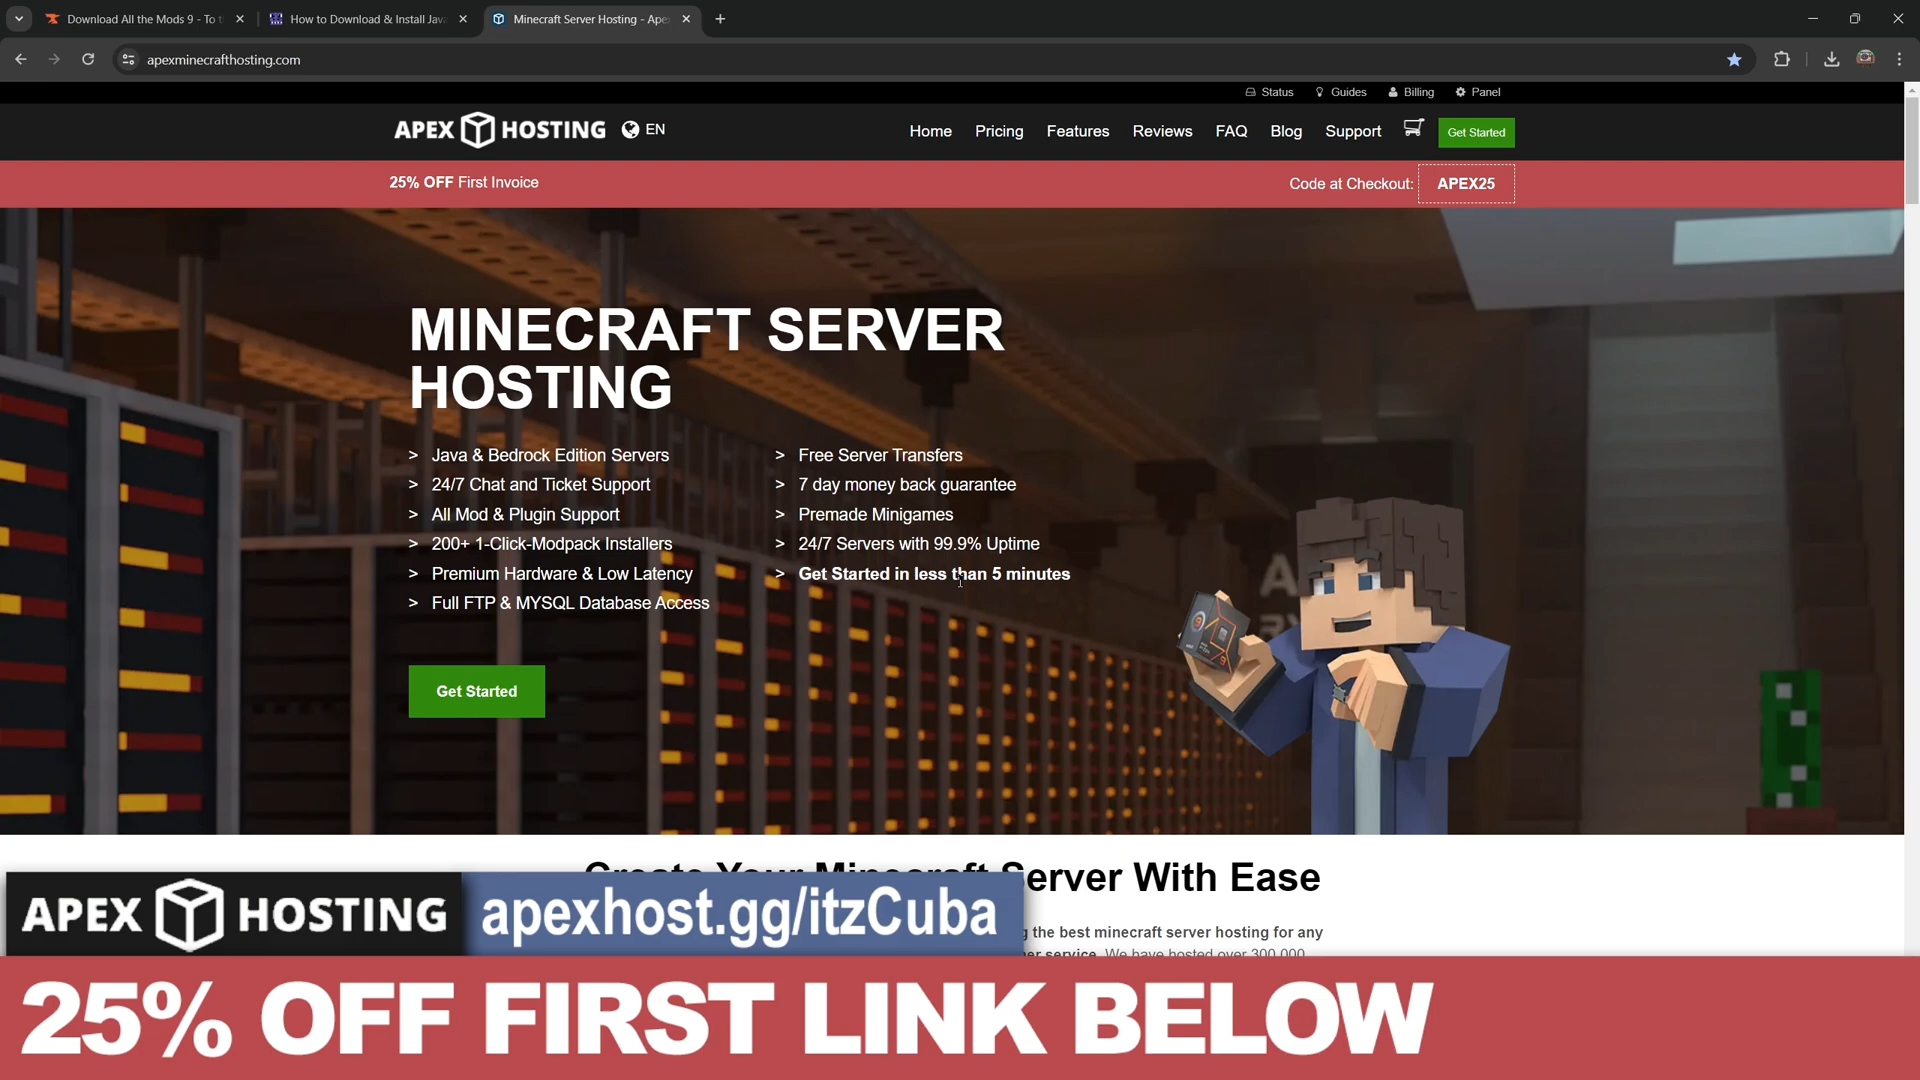 Download All the Mods 9 - To t
How to Download & Install Java
Minecraft Server Hosting - Apex
apexminecrafthosting.com
Status
Guides
Billing
Panel
APEX HOSTING
EN
Home
Pricing
Features
Reviews
FAQ
Blog
Support
Get Started
25% OFF First Invoice
Code at Checkout: APEX25
MINECRAFT SERVER
HOSTING
> Java & Bedrock Edition Servers
> 24/7 Chat and Ticket Support
> All Mod & Plugin Support
> 200+ 1-Click-Modpack Installers
> Premium Hardware & Low Latency
> Full FTP & MYSQL Database Access
> Free Server Transfers
> 7 day money back guarantee
> Premade Minigames
> 24/7 Servers with 99.9% Uptime
> Get Started in less than 5 minutes
Get Started
Create Your Minecraft Server With Ease
the best minecraft server hosting for any
service. We have hosted over 300,000
APEX HOSTING
apexhost.gg/itzCuba
25% OFF FIRST LINK BELOW